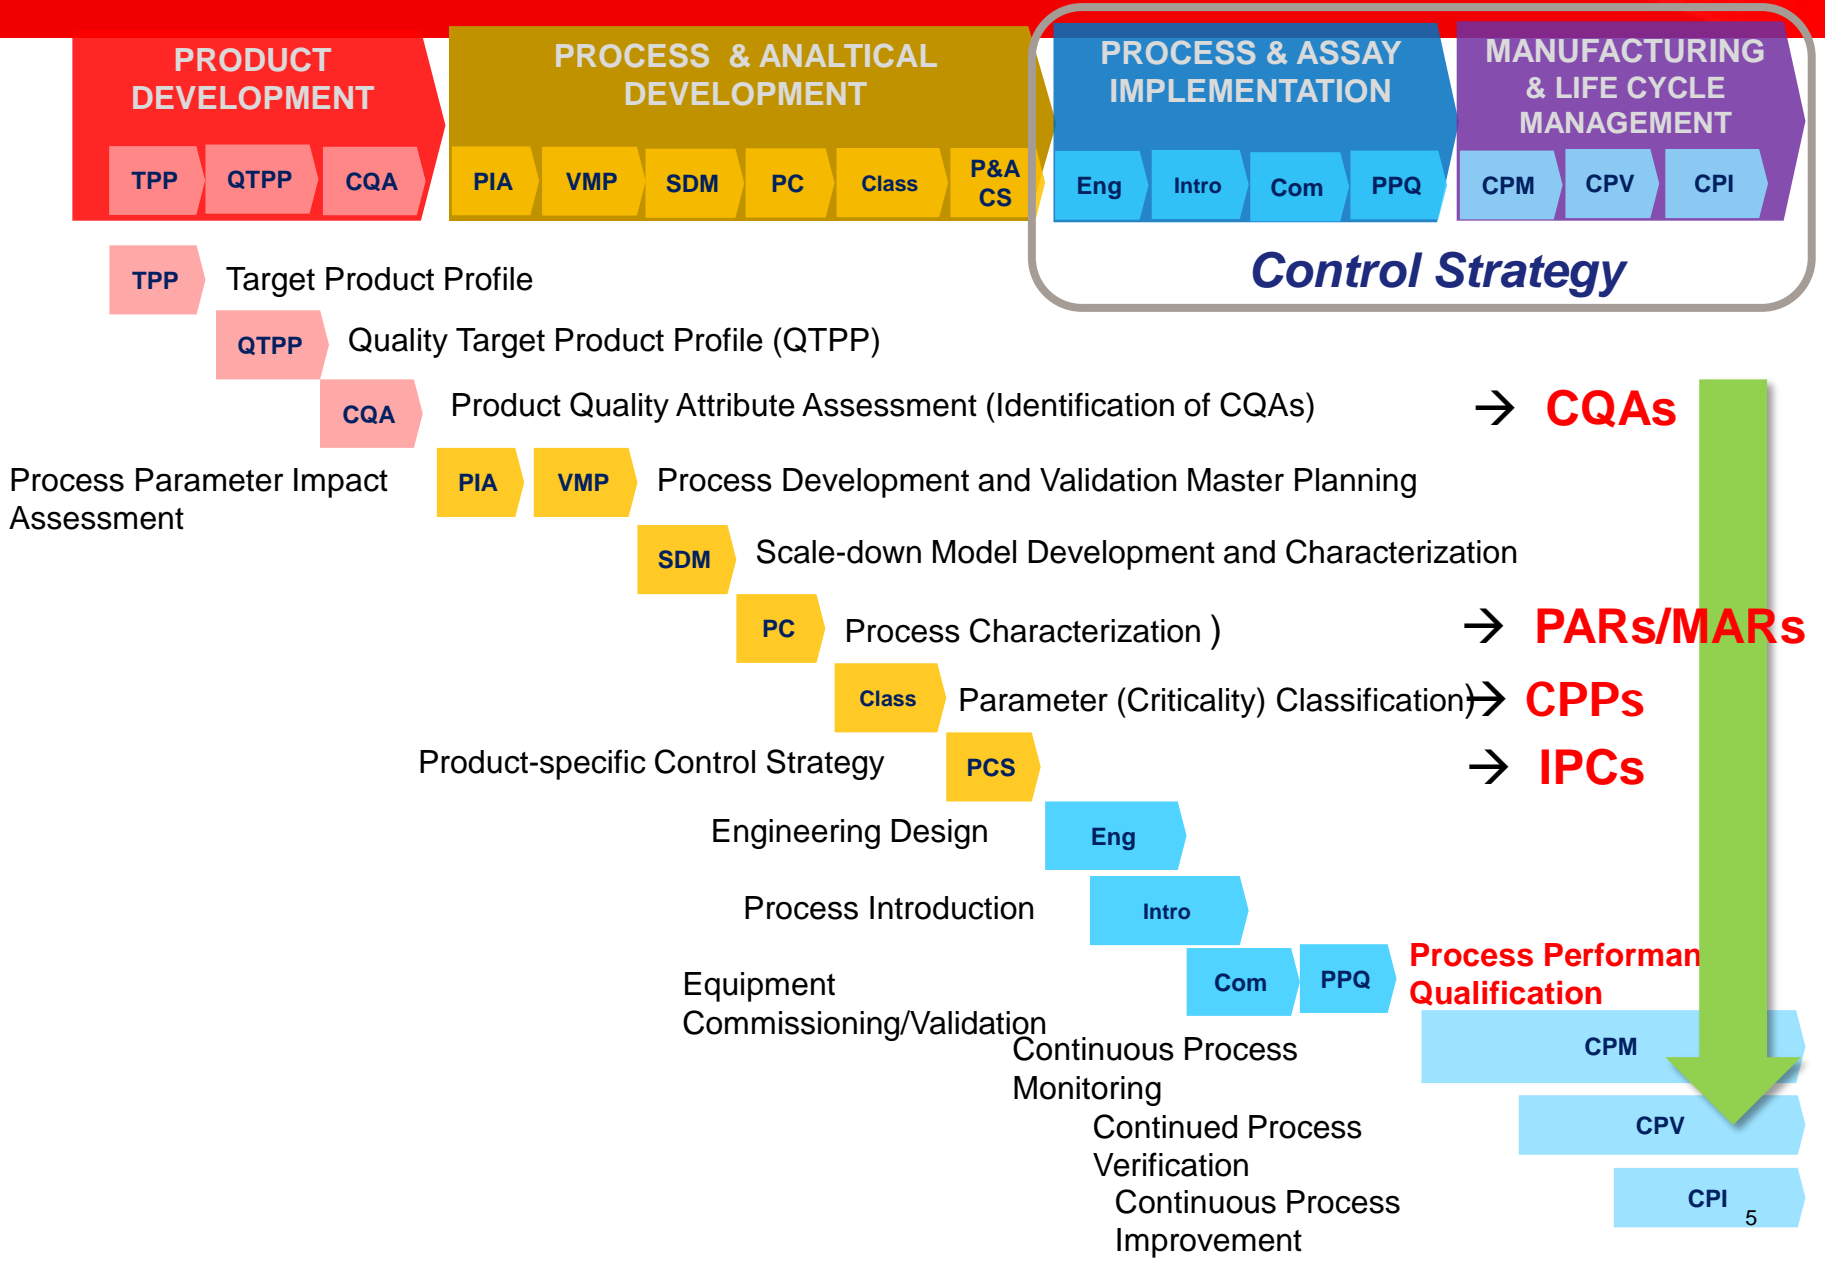 PRODUCT
DEVELOPMENT
PROCESS & ANALTICAL
DEVELOPMENT
PROCESS & ASSAY
IMPLEMENTATION
MANUFACTURING
& LIFE CYCLE
MANAGEMENT
TPP
QTPP
CQA
PIA
VMP
SDM
PC
Class
P&A
CS
Eng
Intro
Com
PPQ
CPM
CPV
CPI
Control Strategy
TPP
Target Product Profile
QTPP
Quality Target Product Profile (QTPP)
CQA
Product Quality Attribute Assessment (Identification of CQAs)
→ CQAs
Process Parameter Impact
Assessment
PIA
VMP
Process Development and Validation Master Planning
SDM
Scale-down Model Development and Characterization
PC
Process Characterization )
→ PARs/MARs
Class
Parameter (Criticality) Classification)
→ CPPs
Product-specific Control Strategy
PCS
→ IPCs
Engineering Design
Eng
Process Introduction
Intro
Equipment
Commissioning/Validation
Com
PPQ
Process Performan
Qualification
Continuous Process
Monitoring
CPM
Continued Process
Verification
CPV
Continuous Process
Improvement
CPI
5